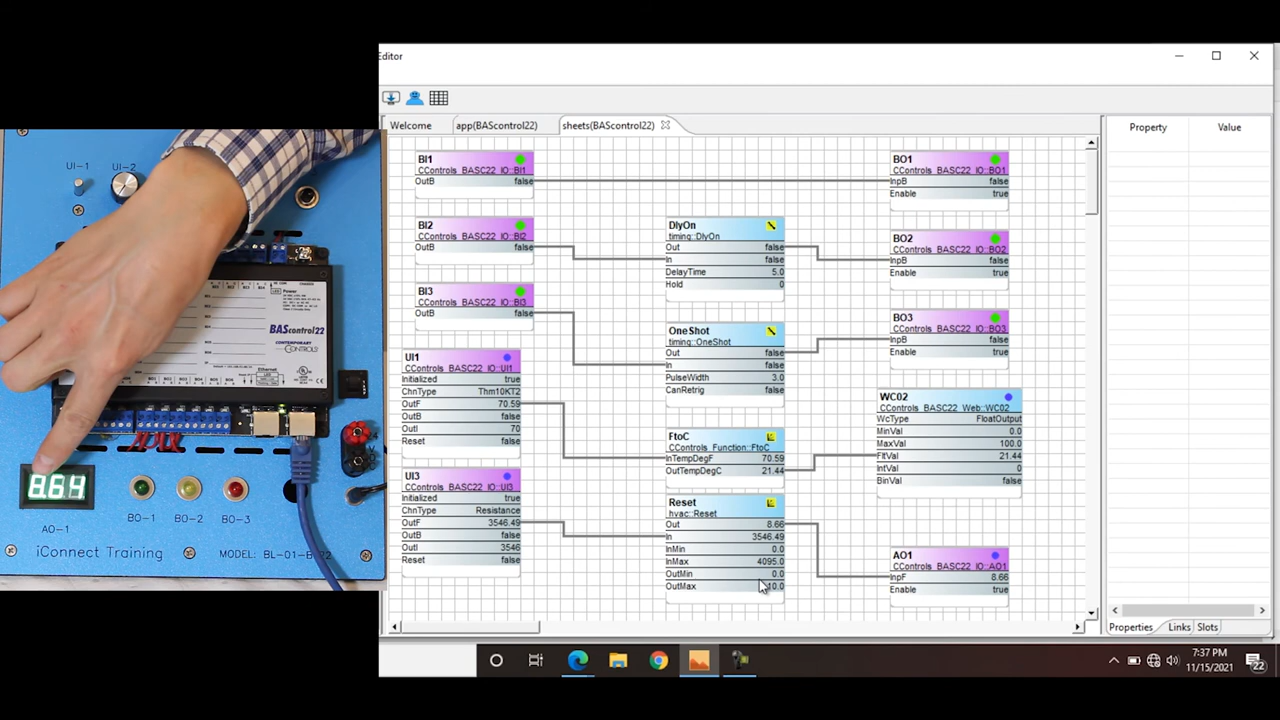 Editor
Welcome
app(BAScontrol22)
sheets(BAScontrol22)
Property
Value
BI1
CControls_BASC22_IO::BI1
OutB false
BI2
CControls_BASC22_IO::BI2
OutB false
BI3
CControls_BASC22_IO::BI3
OutB false
UI1
CControls_BASC22_IO::UI1
Initialized true
ChnType Thm10KT2
OutF 70.59
OutB false
OutI 70
Reset false
UI3
CControls_BASC22_IO::UI3
Initialized true
ChnType Resistance
OutF 3546.49
OutB false
OutI 3546
Reset false
DlyOn
timing::DlyOn
Out false
In false
DelayTime 5.0
Hold 0
OneShot
timing::OneShot
Out false
In false
PulseWidth 3.0
CanRetrig false
FtoC
CControls_Function::FtoC
InTempDegF 70.59
OutTempDegC 21.44
Reset
hvac::Reset
Out 8.66
In 3546.49
InMin 0.0
InMax 4095.0
OutMin 0.0
OutMax 10.0
BO1
CControls_BASC22_IO::BO1
InpB false
Enable true
BO2
CControls_BASC22_IO::BO2
InpB false
Enable true
BO3
CControls_BASC22_IO::BO3
InpB false
Enable true
WC02
CControls_BASC22_Web::WC02
WcType FloatOutput
MinVal 0.0
MaxVal 100.0
FltVal 21.44
IntVal 0
BinVal false
AO1
CControls_BASC22_IO::AO1
InpF 8.66
Enable true
Properties
Links
Slots
7:37 PM
11/15/2021
22
UI-1
UI-2
Power
BAScontrol22
CONTEMPORARY
CONTROLS
Ethernet
8.64
AO-1
BO-1
BO-2
BO-3
iConnect Training
MODEL: BL-01-B